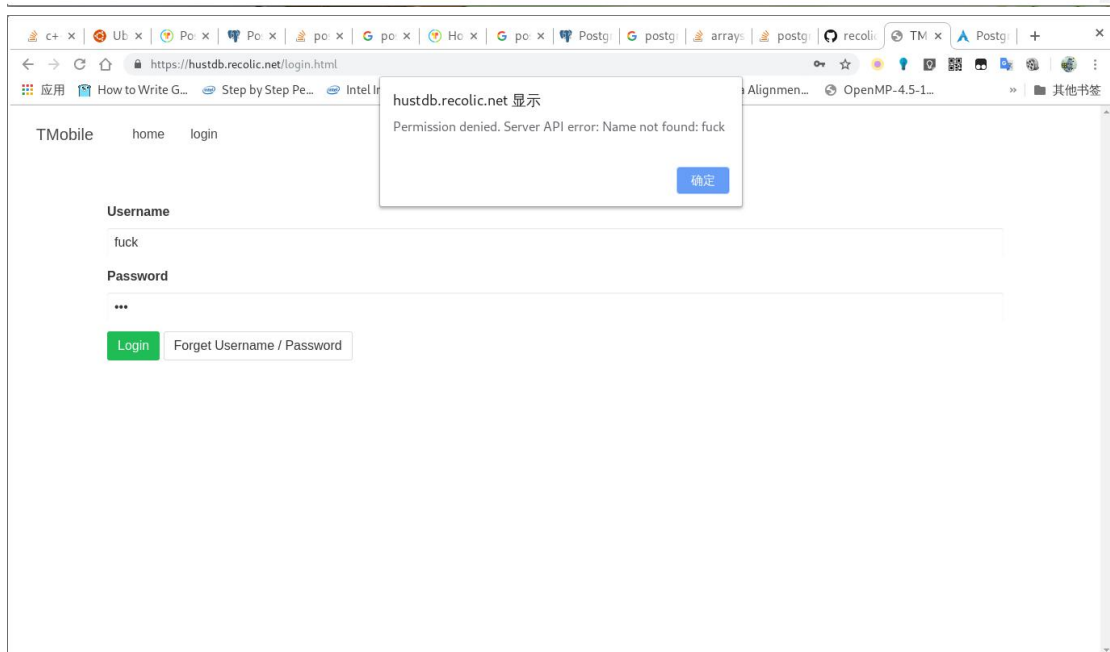 c+ Ub Po Po po: G po Ho G po Postg G postg arrays postg recolic TM Postg
https://hustdb.recolic.net/login.html
应用 How to Write G... Step by Step Pe... Intel Alignmen... OpenMP-4.5-1... » 其他书签
hustdb.recolic.net 显示
Permission denied. Server API error: Name not found: fuck
确定
TMobile home login
Username
fuck
Password
•••
Login Forget Username / Password